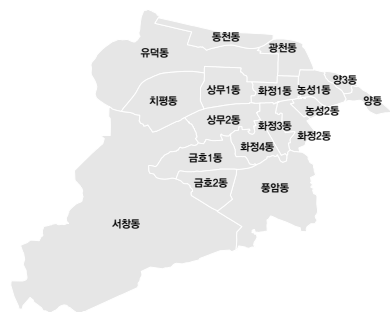 동천동
광천동
유덕동
양3동
치평동
상무1동
화정1동
농성1동
양동
농성2동
상무2동
화정3동
화정2동
화정4동
금호1동
금호2동
풍암동
서창동